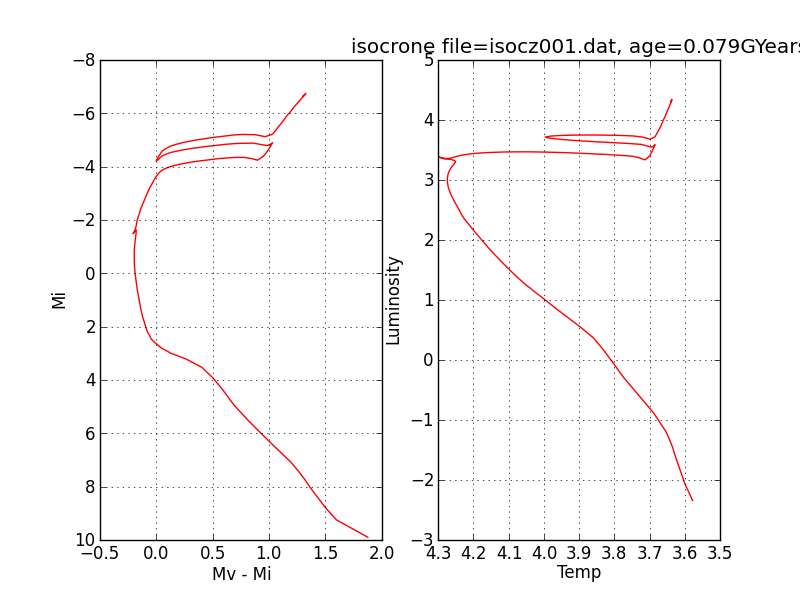 isocrone file=isocz001.dat, age=0.079GYears
−8
−6
−4
−2
0
2
4
6
8
10
Mi
−0.5 0.0 0.5 1.0 1.5 2.0
Mv - Mi
5
4
3
2
1
0
−1
−2
−3
Luminosity
4.3 4.2 4.1 4.0 3.9 3.8 3.7 3.6 3.5
Temp